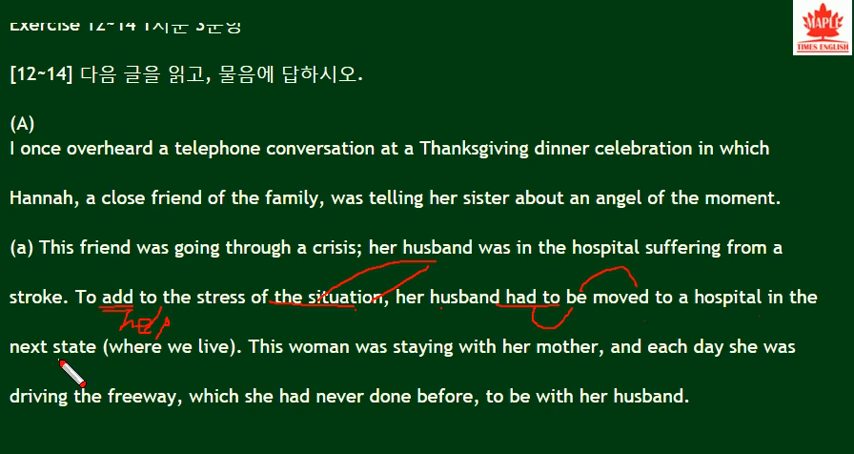 Exercise 12~14 1지문 3문항
MAPLE
TIMES ENGLISH
[12~14] 다음 글을 읽고, 물음에 답하시오.
(A)
I once overheard a telephone conversation at a Thanksgiving dinner celebration in which
Hannah, a close friend of the family, was telling her sister about an angel of the moment.
(a) This friend was going through a crisis; her husband was in the hospital suffering from a
stroke. To add to the stress of the situation, her husband had to be moved to a hospital in the
next state (where we live). This woman was staying with her mother, and each day she was
driving the freeway, which she had never done before, to be with her husband.